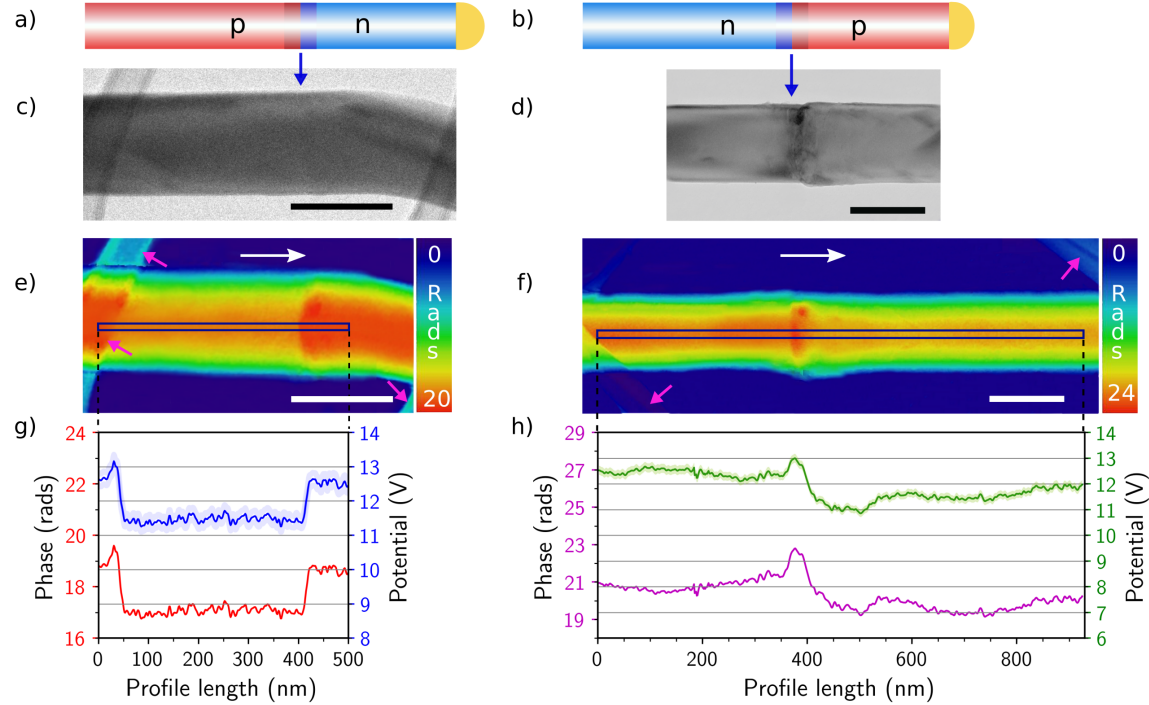 a)
p
n
b)
n
p
c)
d)
e)
0
Rads
20
f)
0
Rads
24
g)
24
22
20
18
16
Phase (rads)
14
13
12
11
10
9
8
Potential (V)
0
100
200
300
400
500
Profile length (nm)
h)
29
27
25
23
21
19
Phase (rads)
14
13
12
11
10
9
8
7
6
Potential (V)
0
200
400
600
800
Profile length (nm)